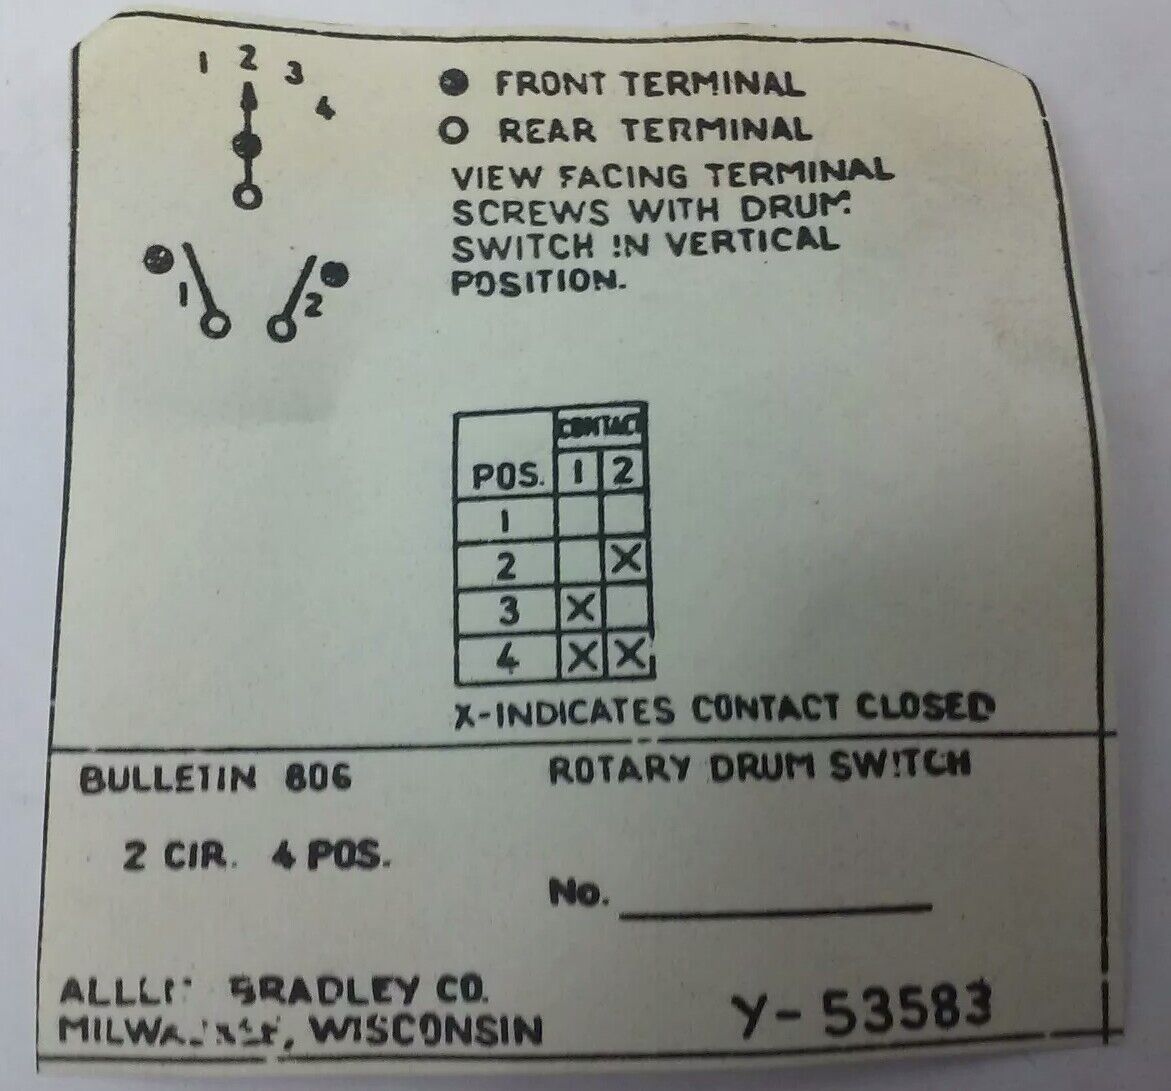 1 2 3 4
● FRONT TERMINAL
○ REAR TERMINAL
VIEW FACING TERMINAL
SCREWS WITH DRUM
SWITCH IN VERTICAL
POSITION.
1 2
CONTACT
POS. 1 2
1
2 X
3 X
4 X X
X-INDICATES CONTACT CLOSED
BULLETIN 806
ROTARY DRUM SWITCH
2 CIR. 4 POS.
No.
BRADLEY CO.
WISCONSIN
Y-53583